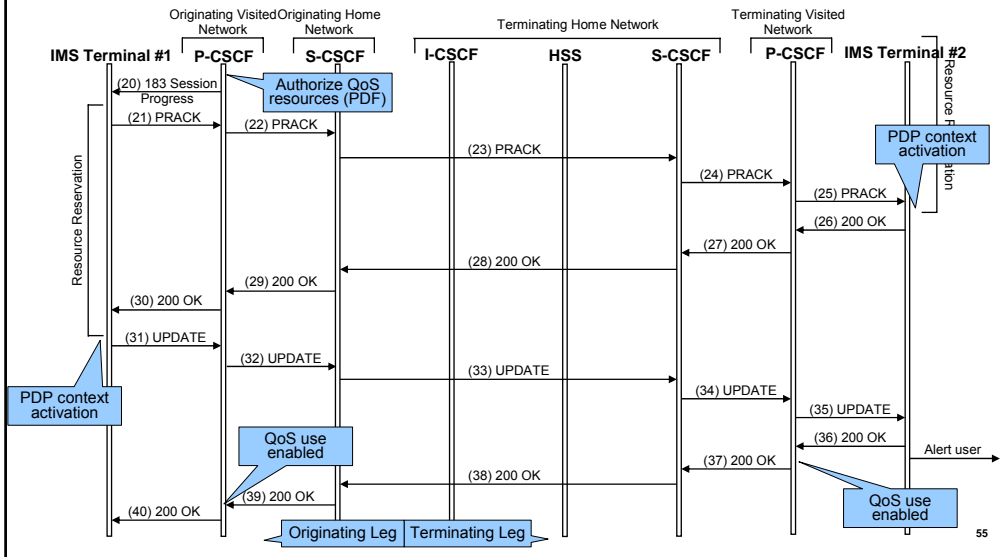 Originating Visited Network
Originating Home Network
Terminating Home Network
Terminating Visited Network
IMS Terminal #1
P-CSCF
S-CSCF
I-CSCF
HSS
S-CSCF
P-CSCF
IMS Terminal #2
(20) 183 Session Progress
Authorize QoS
resources (PDF)
(21) PRACK
(22) PRACK
(23) PRACK
(24) PRACK
(25) PRACK
PDP context
activation
(26) 200 OK
(27) 200 OK
(28) 200 OK
(29) 200 OK
(30) 200 OK
Resource Reservation
(31) UPDATE
(32) UPDATE
(33) UPDATE
(34) UPDATE
(35) UPDATE
PDP context
activation
(36) 200 OK
Alert user
(37) 200 OK
(38) 200 OK
(39) 200 OK
(40) 200 OK
QoS use
enabled
QoS use
enabled
Originating Leg
Terminating Leg
55